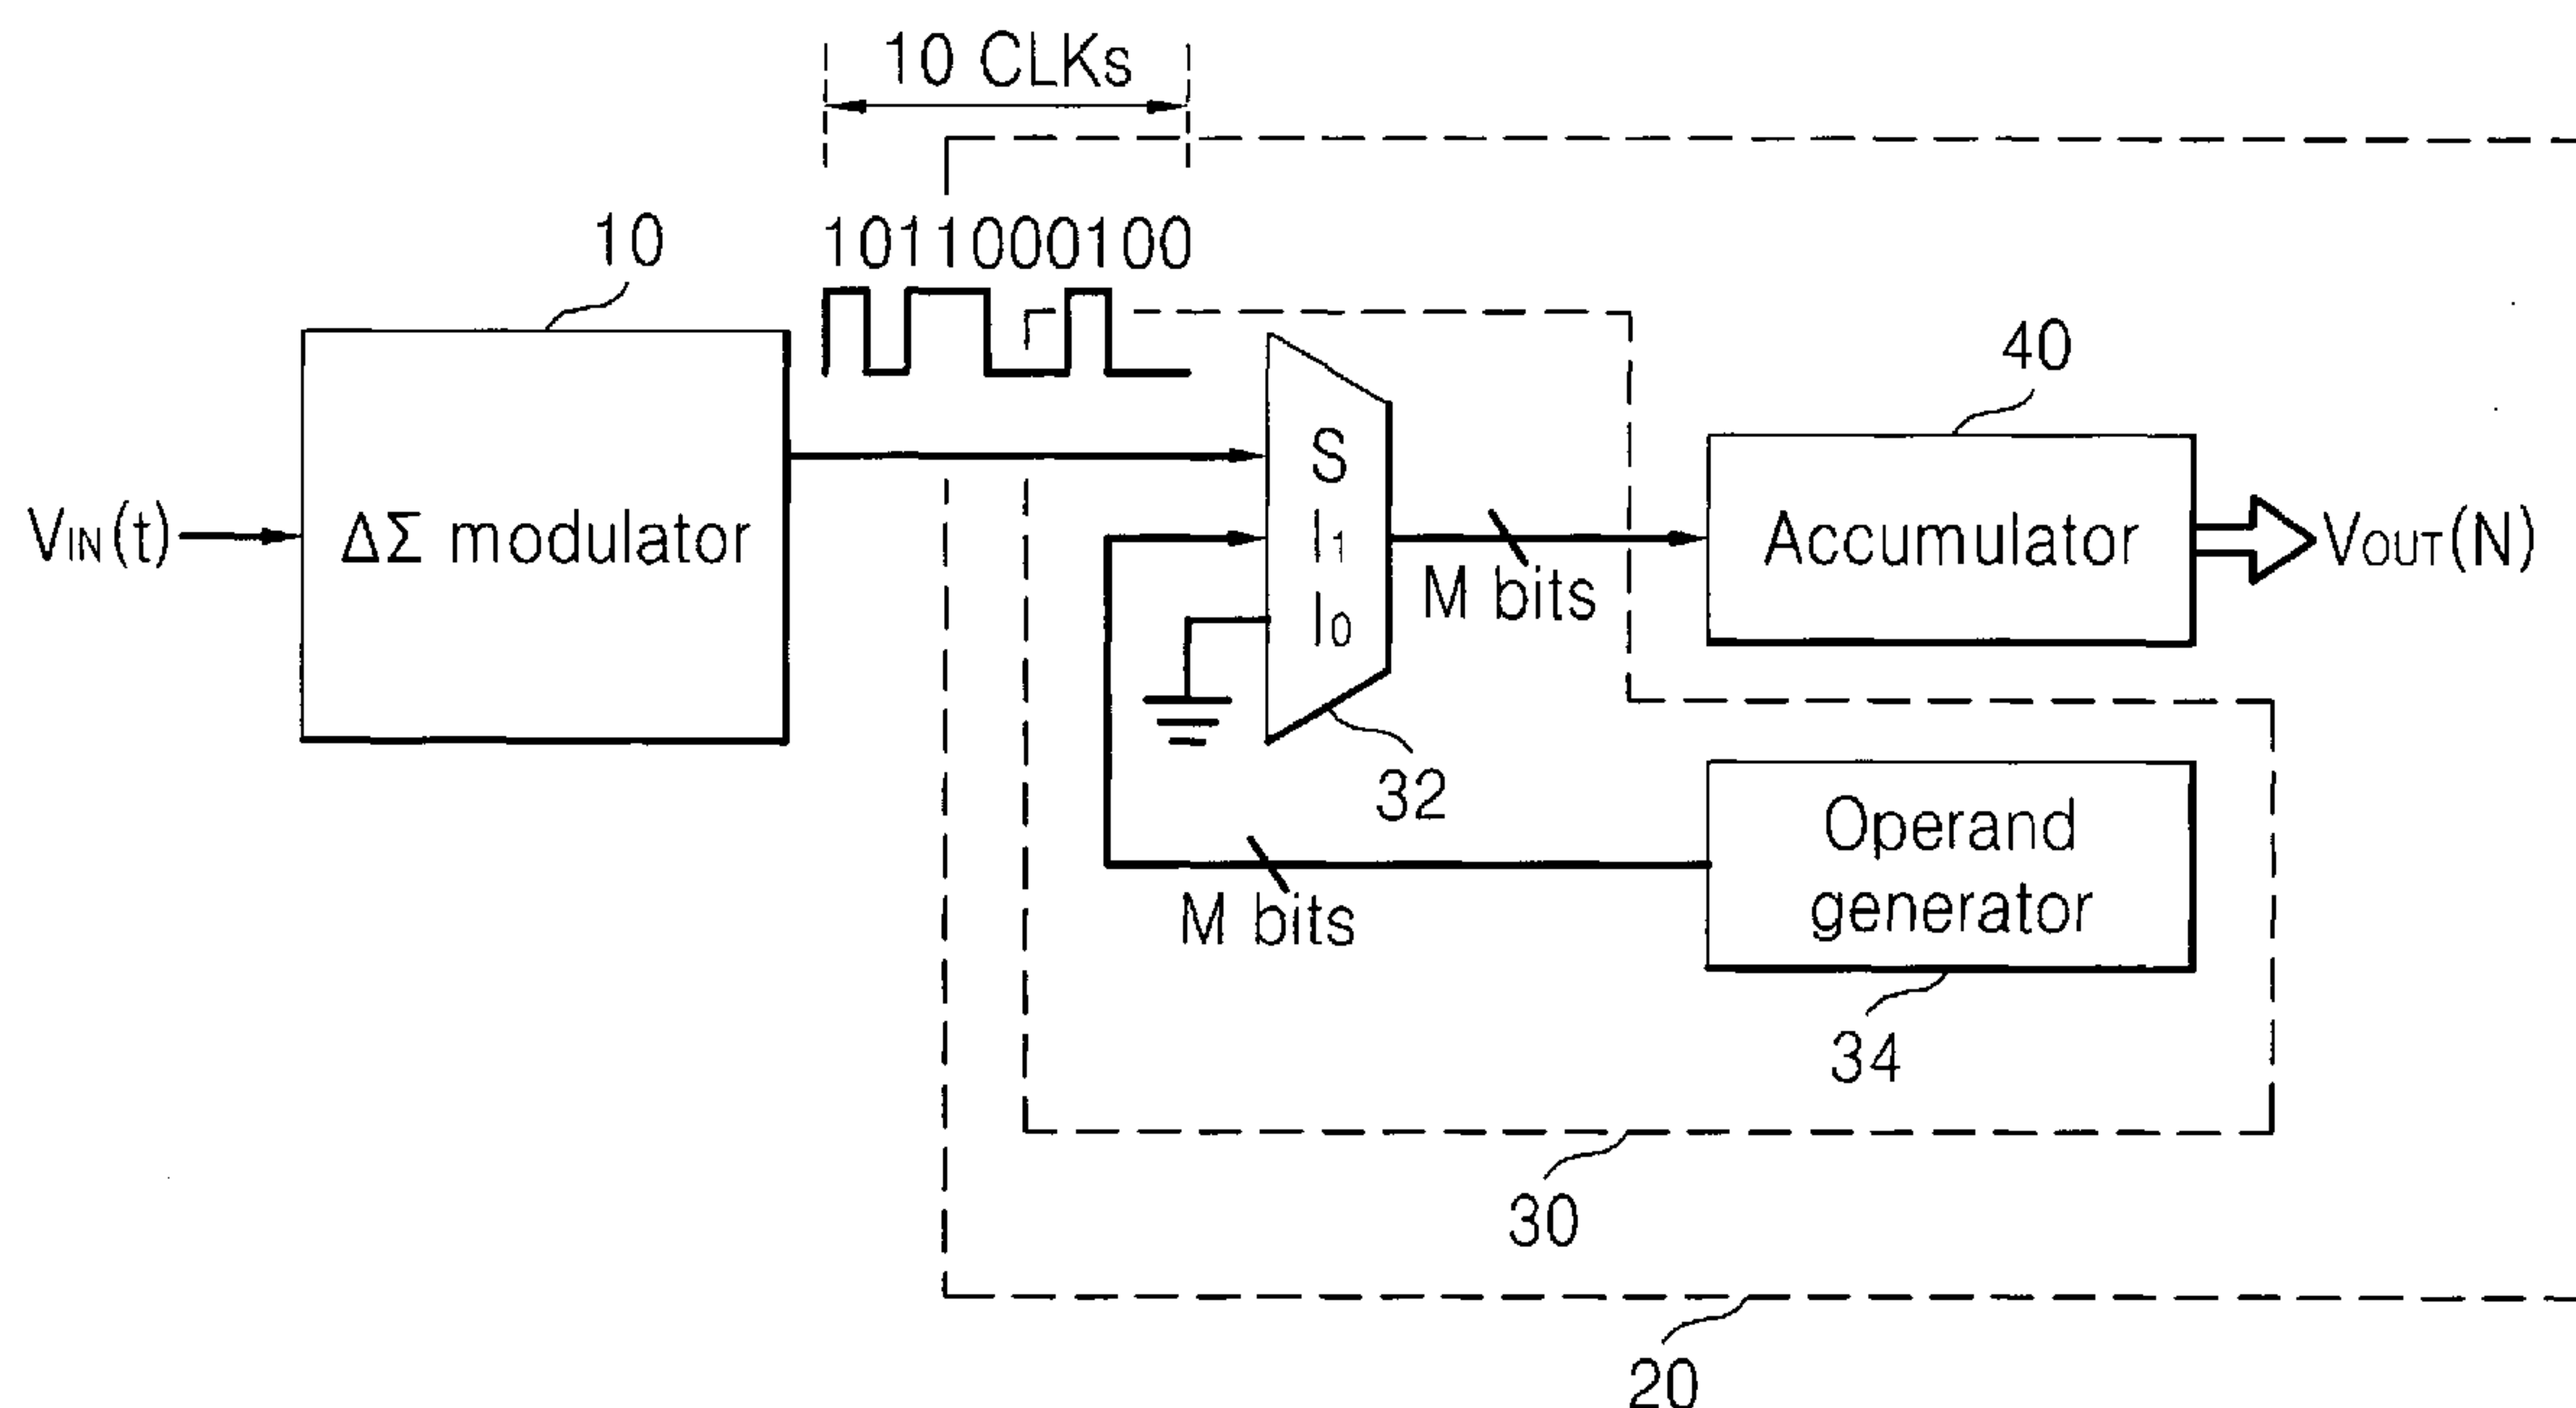 10 CLKs
1011000100
10
40
VIN(t)
ΔΣ modulator
S
I1
I0
M bits
Accumulator
VOUT(N)
32
Operand
generator
M bits
34
30
20